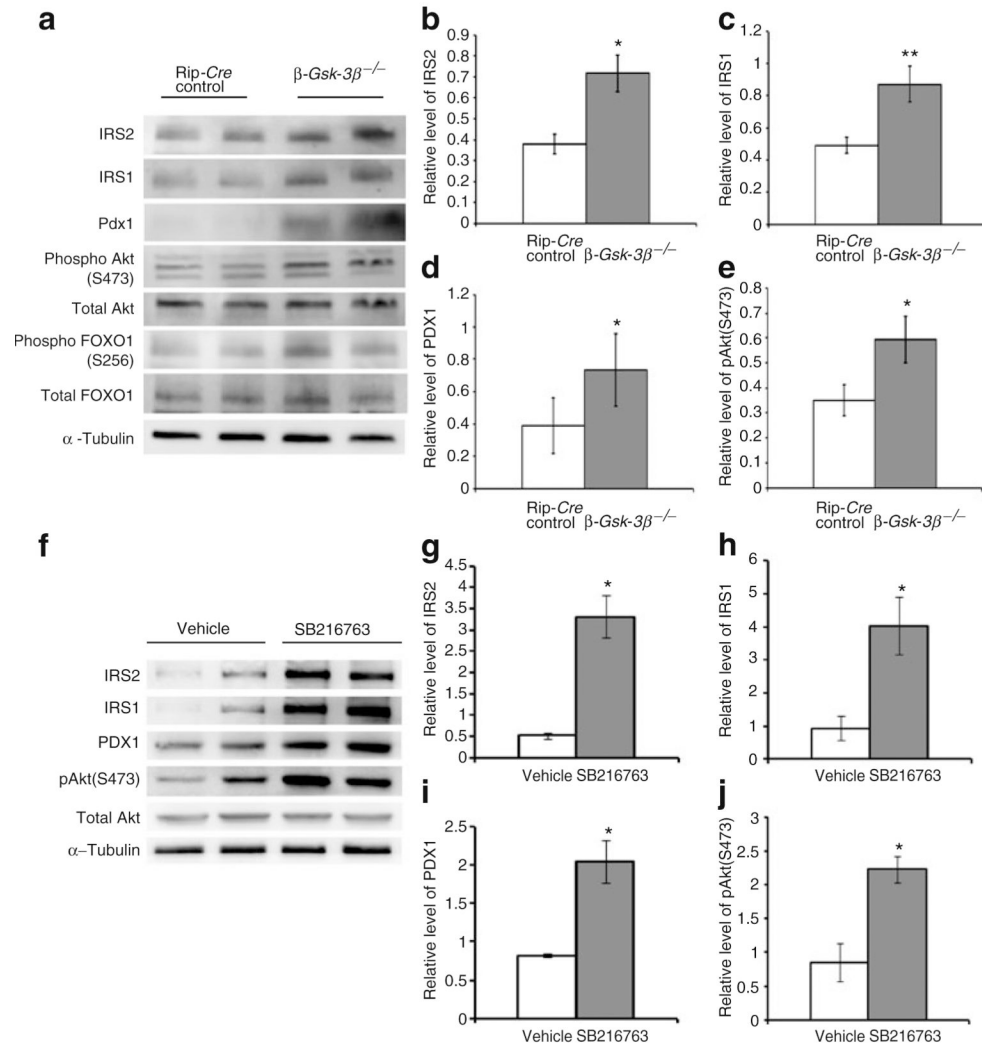 a
Rip-Cre
control
β-Gsk-3β−/−
IRS2
IRS1
Pdx1
Phospho Akt
(S473)
Total Akt
Phospho FOXO1
(S256)
Total FOXO1
α -Tubulin
b
Relative level of IRS2
0.9
0.8
0.7
0.6
0.5
0.4
0.3
0.2
0.1
0
*
Rip-Cre
control β-Gsk-3β−/−
c
Relative level of IRS1
1.2
1
0.8
0.6
0.4
0.2
0
**
Rip-Cre
control β-Gsk-3β−/−
d
Relative level of PDX1
1.2
1
0.8
0.6
0.4
0.2
0
*
Rip-Cre
control β-Gsk-3β−/−
e
Relative level of pAkt(S473)
0.8
0.7
0.6
0.5
0.4
0.3
0.2
0.1
0
*
Rip-Cre
control β-Gsk-3β−/−
f
Vehicle
SB216763
IRS2
IRS1
PDX1
pAkt(S473)
Total Akt
α–Tubulin
g
Relative level of IRS2
4.5
4
3.5
3
2.5
2
1.5
1
0.5
0
*
Vehicle SB216763
h
Relative level of IRS1
6
5
4
3
2
1
0
*
Vehicle SB216763
i
Relative level of PDX1
2.5
2
1.5
1
0.5
0
*
Vehicle SB216763
j
Relative level of pAkt(S473)
3
2.5
2
1.5
1
0.5
0
*
Vehicle SB216763